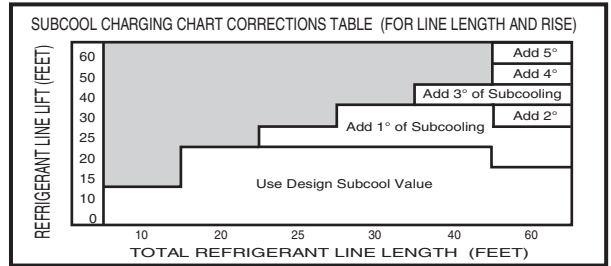 SUBCOOL CHARGING CHART CORRECTIONS TABLE (FOR LINE LENGTH AND RISE)
REFRIGERANT LINE LIFT (FEET)
60
50
40
30
25
20
15
10
0
Add 5°
Add 4°
Add 3° of Subcooling
Add 2°
Add 1° of Subcooling
Use Design Subcool Value
10 20 25 30 40 60
TOTAL REFRIGERANT LINE LENGTH (FEET)